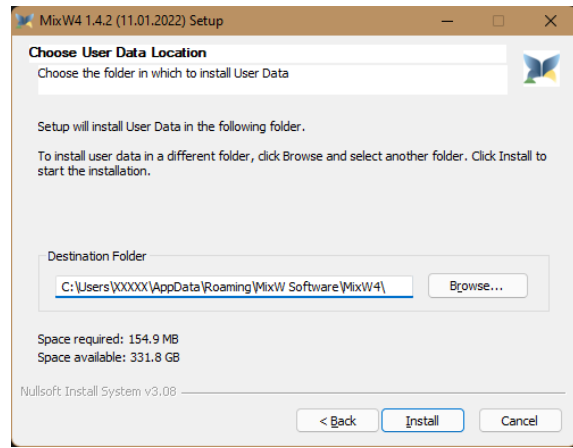 MixW4 1.4.2 (11.01.2022) Setup
Choose User Data Location
Choose the folder in which to install User Data
Setup will install User Data in the following folder.
To install user data in a different folder, click Browse and select another folder. Click Install to
start the installation.
Destination Folder
C:\Users\XXXXX\AppData\Roaming\MixW Software\MixW4\
Browse...
Space required: 154.9 MB
Space available: 331.8 GB
Nullsoft Install System v3.08
< Back
Install
Cancel